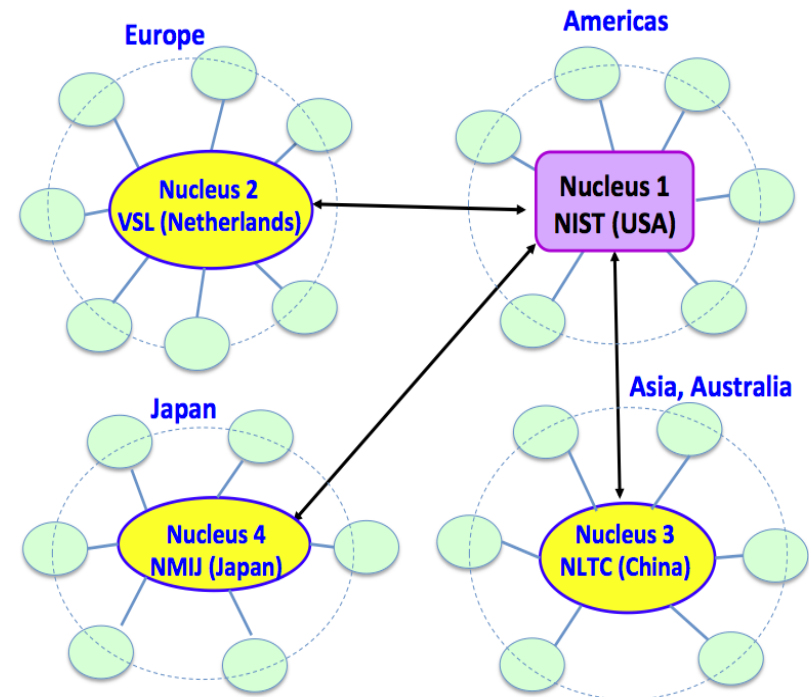 Europe
Americas
Nucleus 2
VSL (Netherlands)
Nucleus 1
NIST (USA)
Japan
Asia, Australia
Nucleus 4
NMIJ (Japan)
Nucleus 3
NLTC (China)